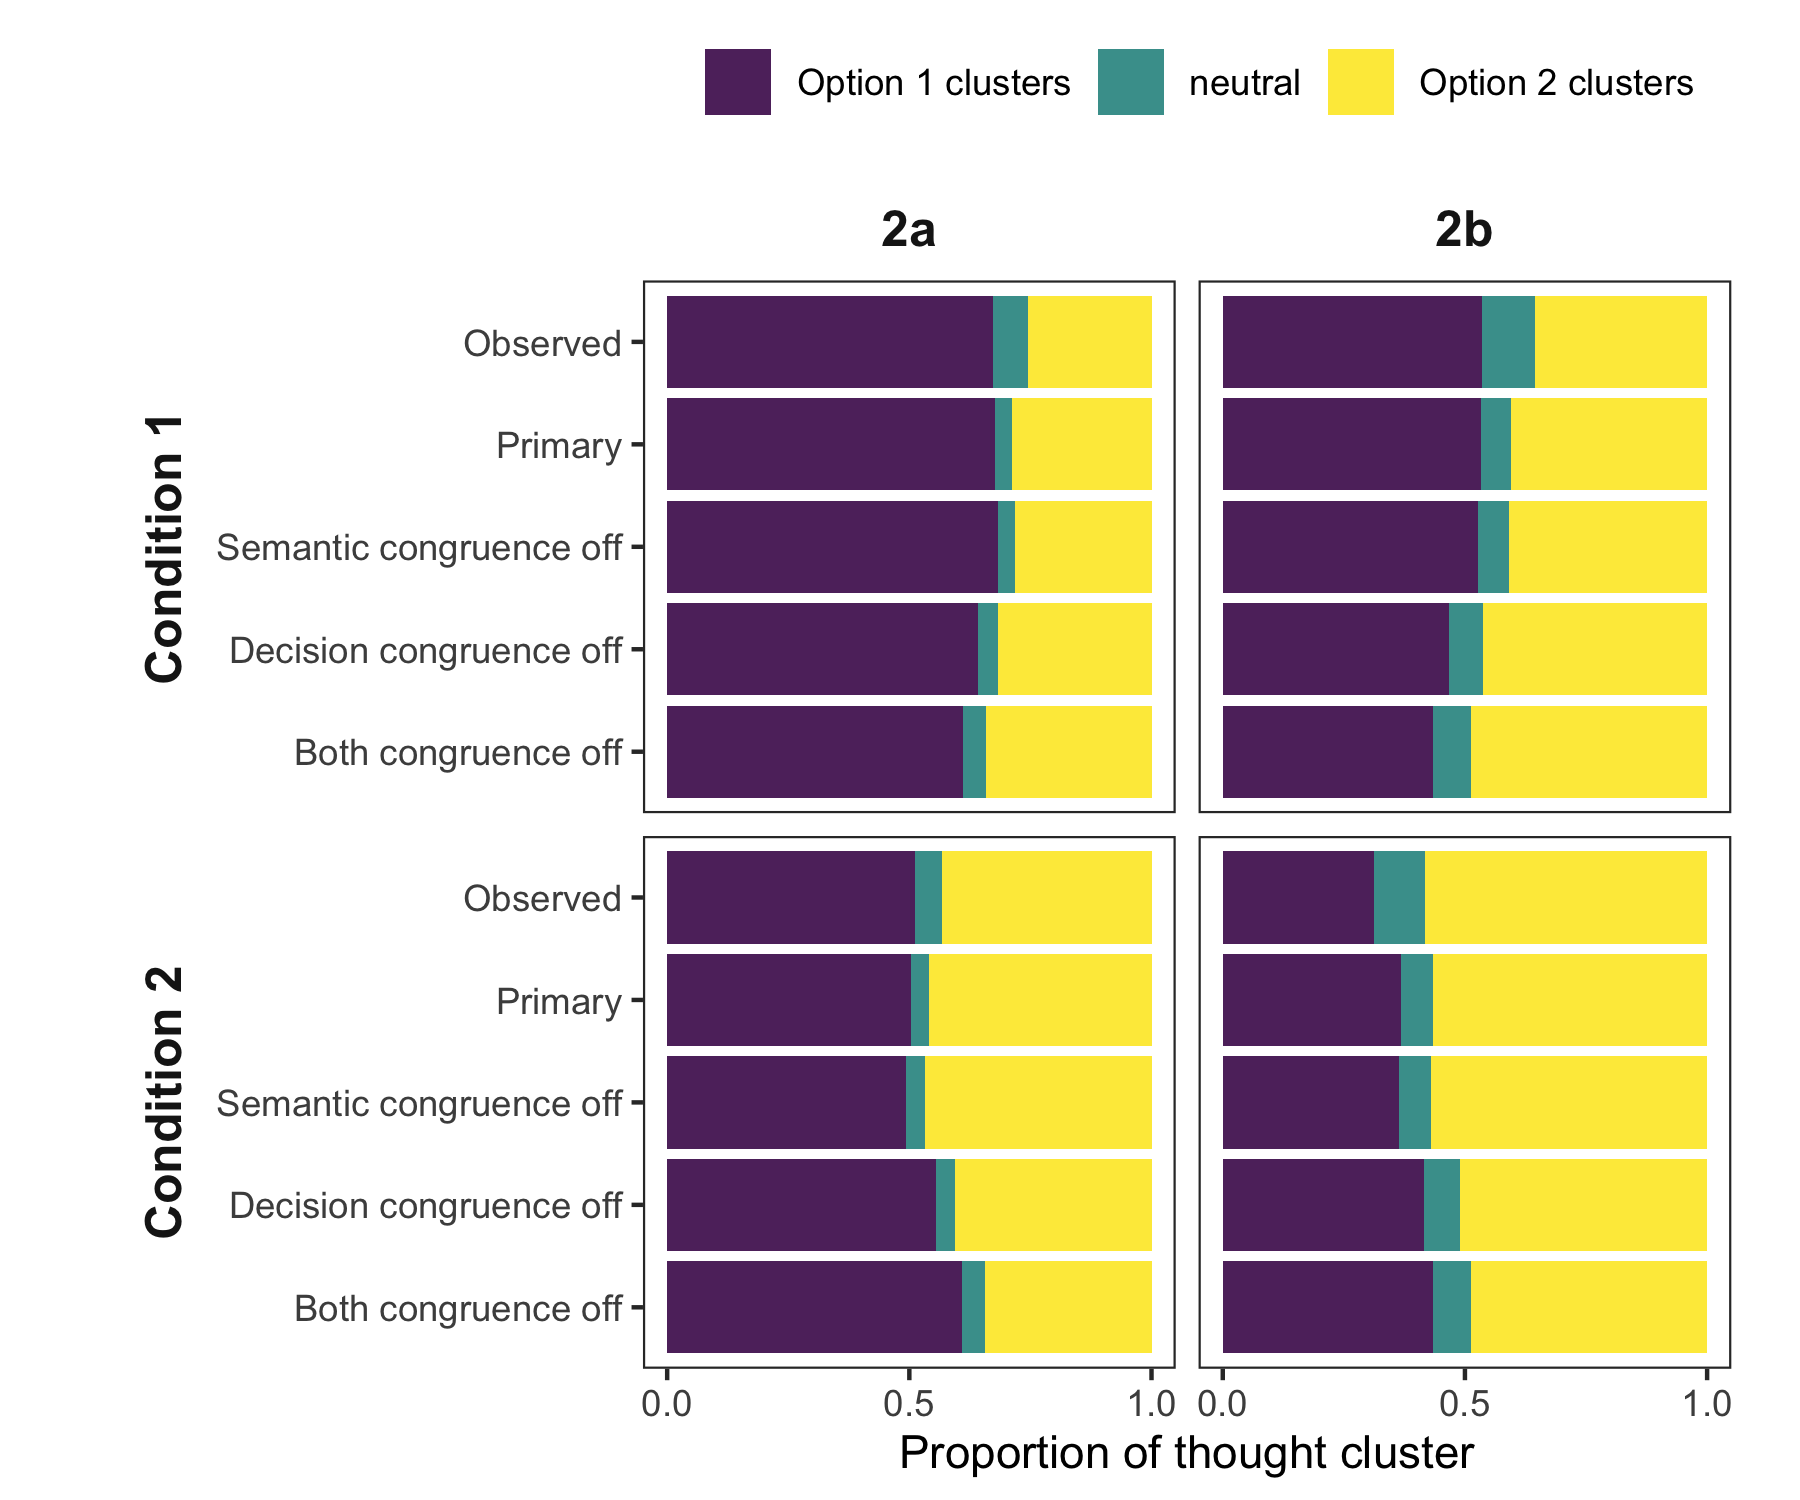 Option 1 clusters neutral Option 2 clusters
2a 2b
Condition 1
Observed
Primary
Semantic congruence off
Decision congruence off
Both congruence off
Condition 2
Observed
Primary
Semantic congruence off
Decision congruence off
Both congruence off
0.0 0.5 1.0 0.0 0.5 1.0
Proportion of thought cluster